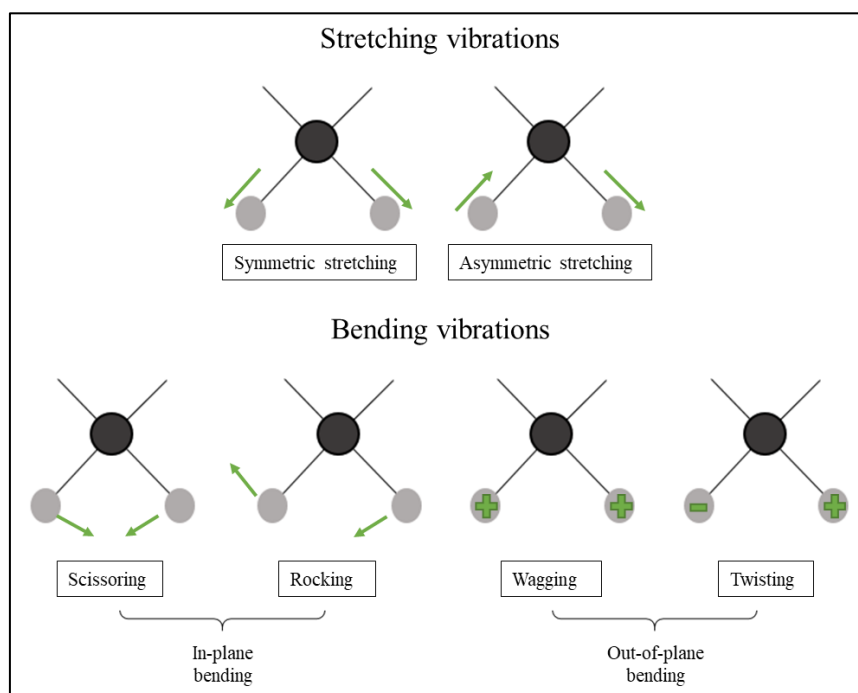 Stretching vibrations
Symmetric stretching
Asymmetric stretching
Bending vibrations
Scissoring
Rocking
Wagging
Twisting
In-plane
bending
Out-of-plane
bending